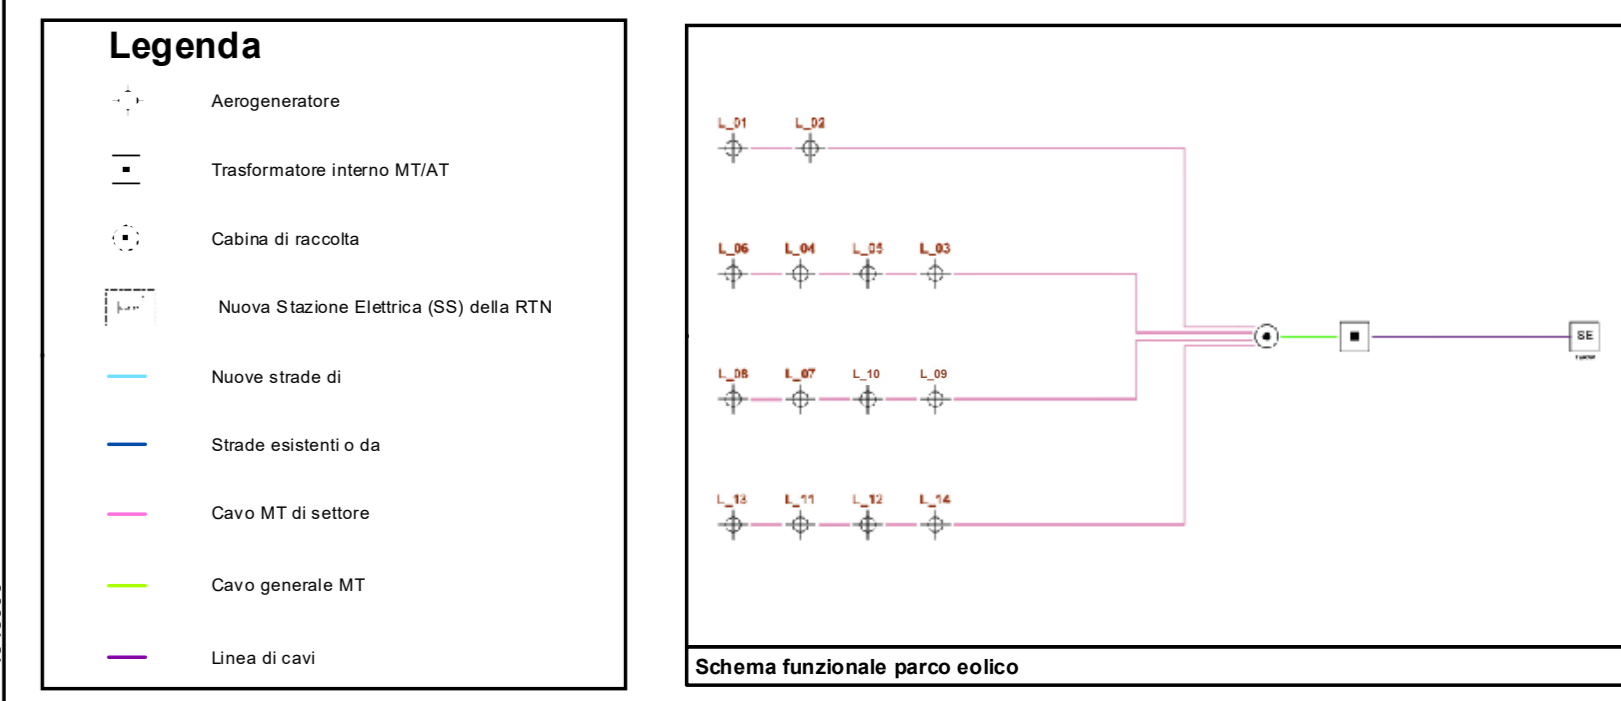 Legenda
Aerogeneratore
Trasformatore interno MT/AT
Cabina di raccolta
Nuova Stazione Elettrica (SS) della RTN
Nuove strade di
Strade esistenti o da
Cavo MT di settore
Cavo generale MT
Linea di cavi
L_01 L_02
L_06 L_04 L_05 L_03
SE
L_08 L_07 L_10 L_09
L_13 L_11 L_12 L_14
Schema funzionale parco eolico